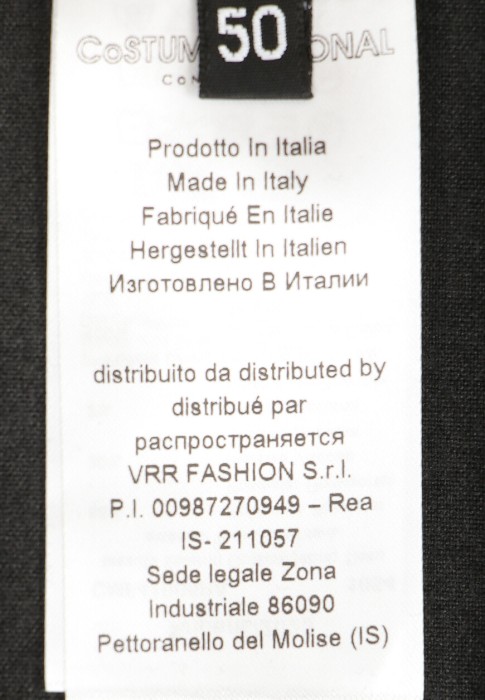 50
Prodotto In Italia
Made In Italy
Fabriqué En Italie
Hergestellt In Italien
Изготовлено В Италии
distribuito da distributed by
distribué par
распространяется
VRR FASHION S.r.l.
P.I. 00987270949 – Rea
IS- 211057
Sede legale Zona
Industriale 86090
Pettoranello del Molise (IS)